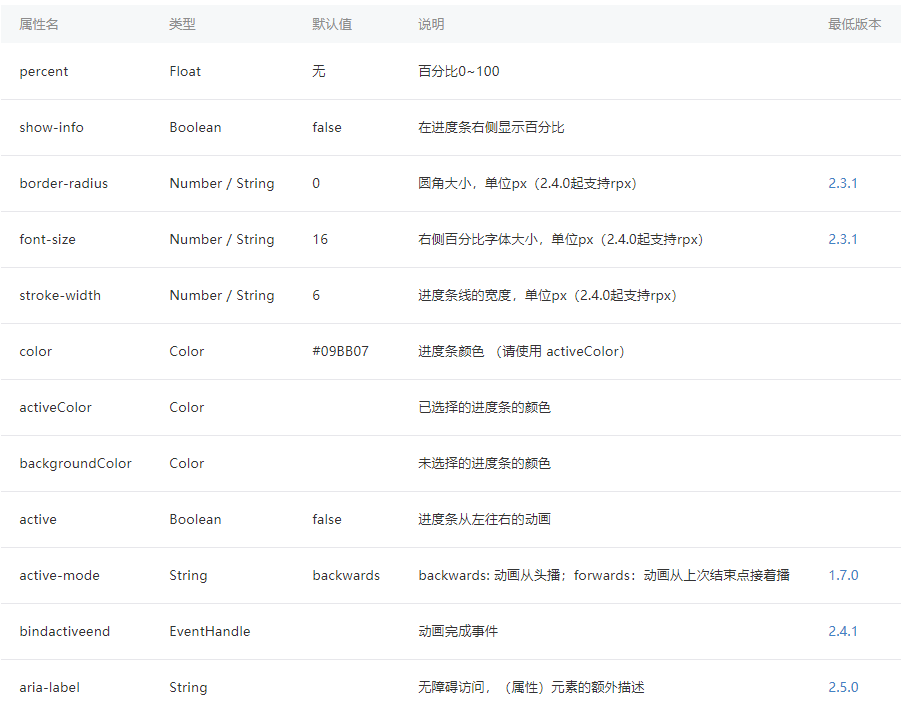 属性名 类型 默认值 说明 最低版本
percent Float 无 百分比0~100
show-info Boolean false 在进度条右侧显示百分比
border-radius Number / String 0 圆角大小，单位px（2.4.0起支持rpx） 2.3.1
font-size Number / String 16 右侧百分比字体大小，单位px（2.4.0起支持rpx） 2.3.1
stroke-width Number / String 6 进度条线的宽度，单位px（2.4.0起支持rpx）
color Color #09BB07 进度条颜色 （请使用 activeColor）
activeColor Color 已选择的进度条的颜色
backgroundColor Color 未选择的进度条的颜色
active Boolean false 进度条从左往右的动画
active-mode String backwards backwards: 动画从头播；forwards：动画从上次结束点接着播 1.7.0
bindactiveend EventHandle 动画完成事件 2.4.1
aria-label String 无障碍访问，（属性）元素的额外描述 2.5.0